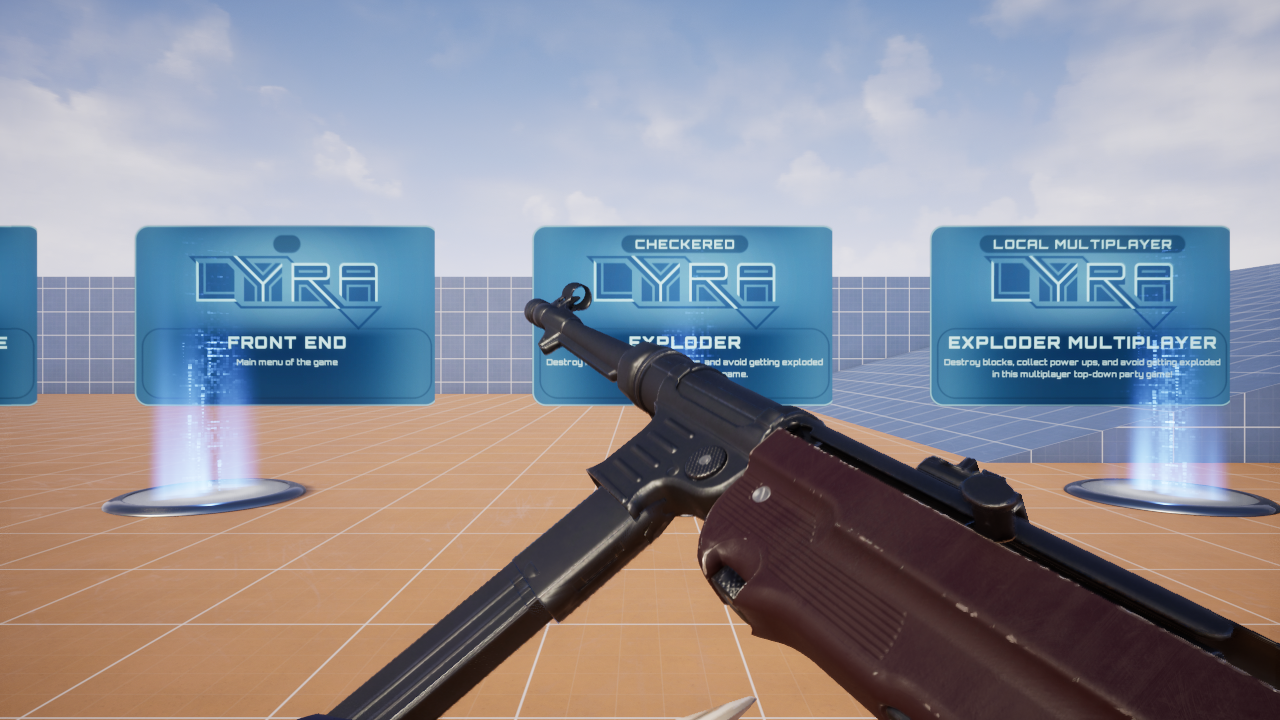 E
LYRA
FRONT END
Main menu of the game
CHECKERED
LYRA
EXPLODER
Destroy and avoid getting exploded
game.
LOCAL MULTIPLAYER
LYRA
EXPLODER MULTIPLAYER
Destroy blocks, collect power ups, and avoid getting exploded
in this multiplayer top-down party game!